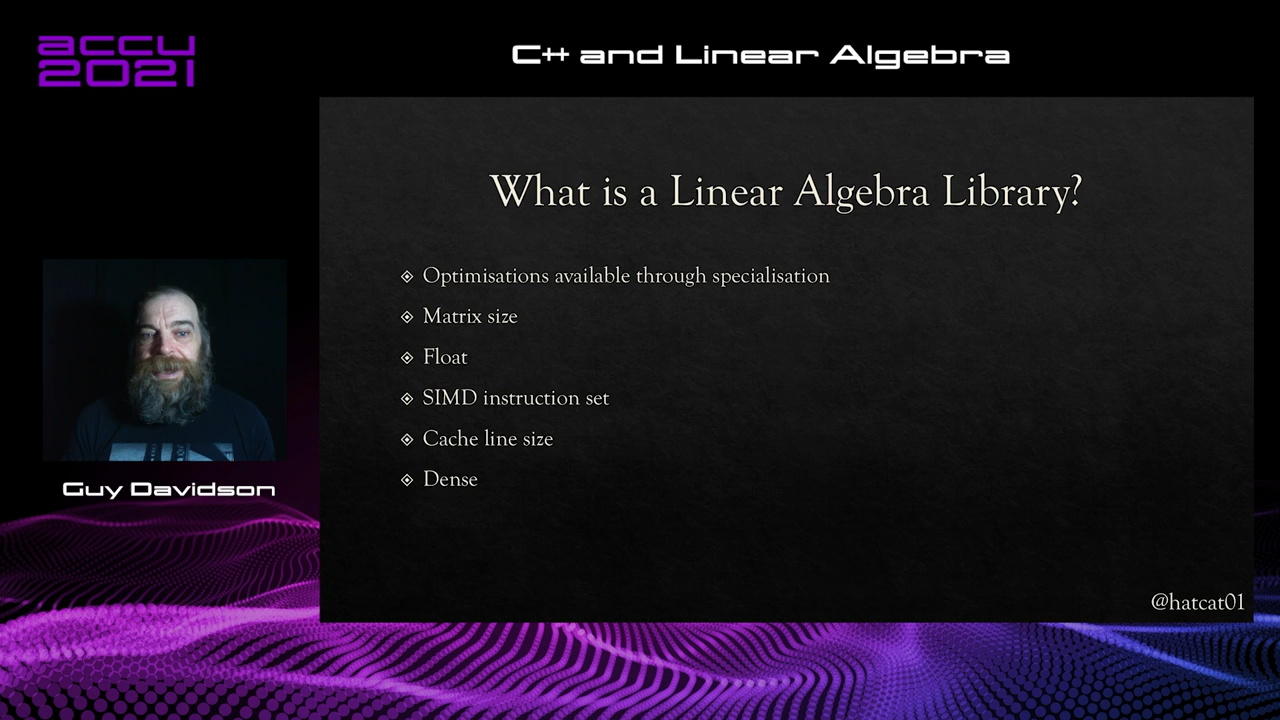 accu
2021
C++ and Linear Algebra
What is a Linear Algebra Library?
Optimisations available through specialisation
Matrix size
Float
SIMD instruction set
Cache line size
Dense
Guy Davidson
@hatcat01